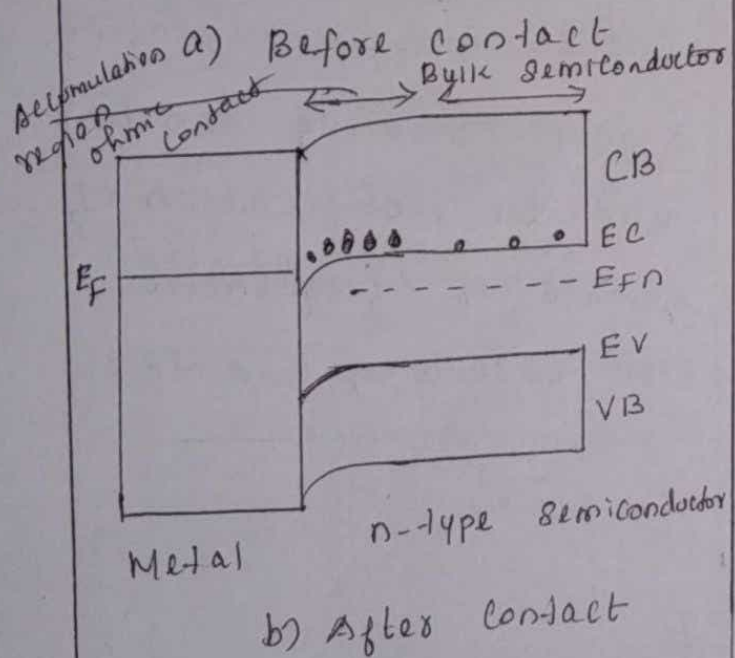 a) Before contact
Accumulation
region
ohmic contact
Bulk semiconductor
CB
EC
EF
EFn
EV
VB
n-type semiconductor
Metal
b) After contact